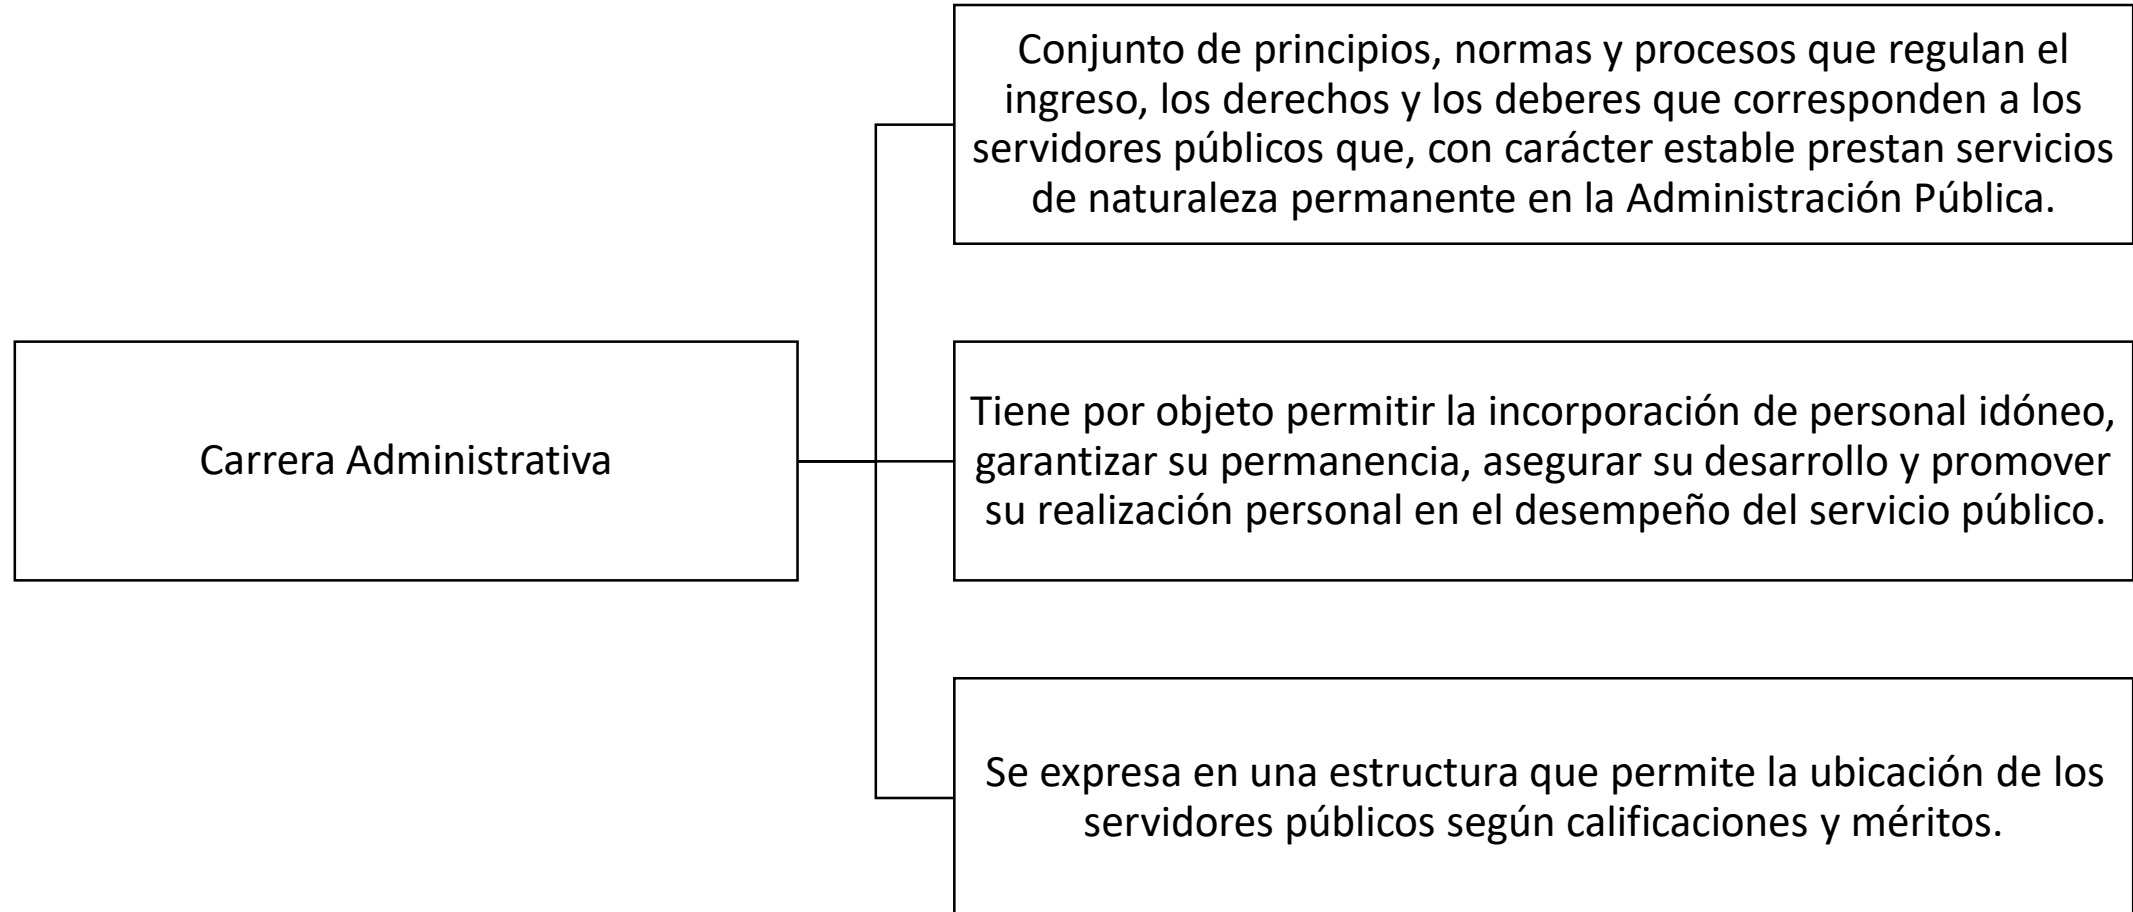 Carrera Administrativa
Conjunto de principios, normas y procesos que regulan el
ingreso, los derechos y los deberes que corresponden a los
servidores públicos que, con carácter estable prestan servicios
de naturaleza permanente en la Administración Pública.
Tiene por objeto permitir la incorporación de personal idóneo,
garantizar su permanencia, asegurar su desarrollo y promover
su realización personal en el desempeño del servicio público.
Se expresa en una estructura que permite la ubicación de los
servidores públicos según calificaciones y méritos.